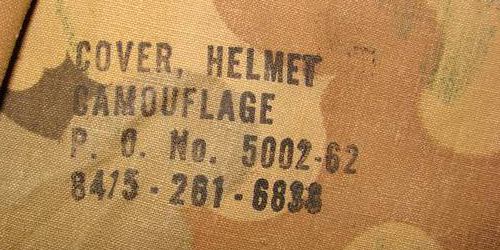 COVER, HELMET
CAMOUFLAGE
P. O. No. 5002-62
8415-261-6838